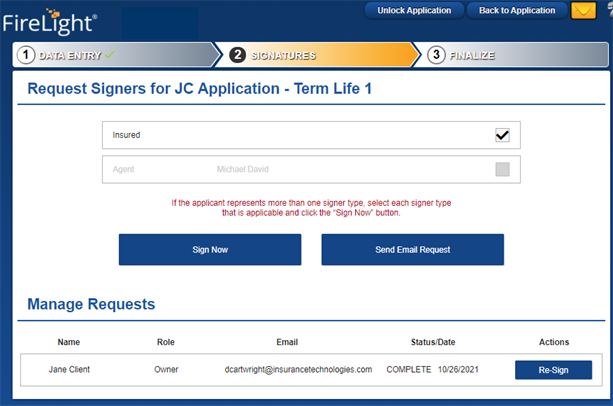 FireLight®
Unlock Application
Back to Application
1 DATA ENTRY
2 SIGNATURES
3 FINALIZE
Request Signers for JC Application - Term Life 1
Insured
Agent Michael David
If the applicant represents more than one signer type, select each signer type
that is applicable and click the "Sign Now" button.
Sign Now
Send Email Request
Manage Requests
Name Role Email Status/Date Actions
Jane Client Owner dcartwright@insurancetechnologies.com COMPLETE 10/26/2021 Re-Sign